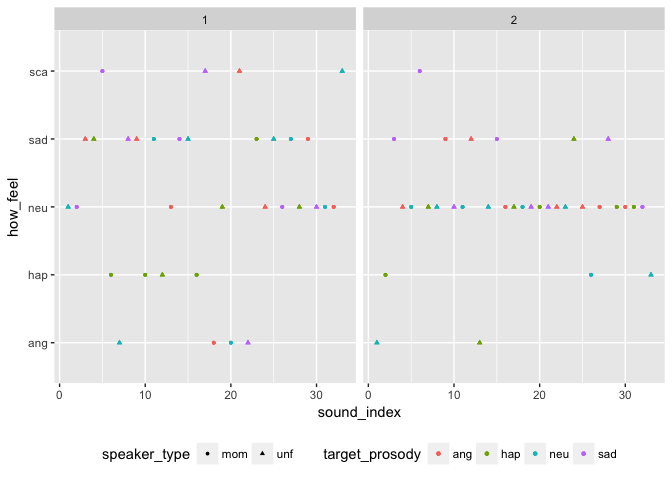 1 2
sca
sad
neu
hap
ang
how_feel
0 10 20 30 0 10 20 30
sound_index
speaker_type mom unf target_prosody ang hap neu sad